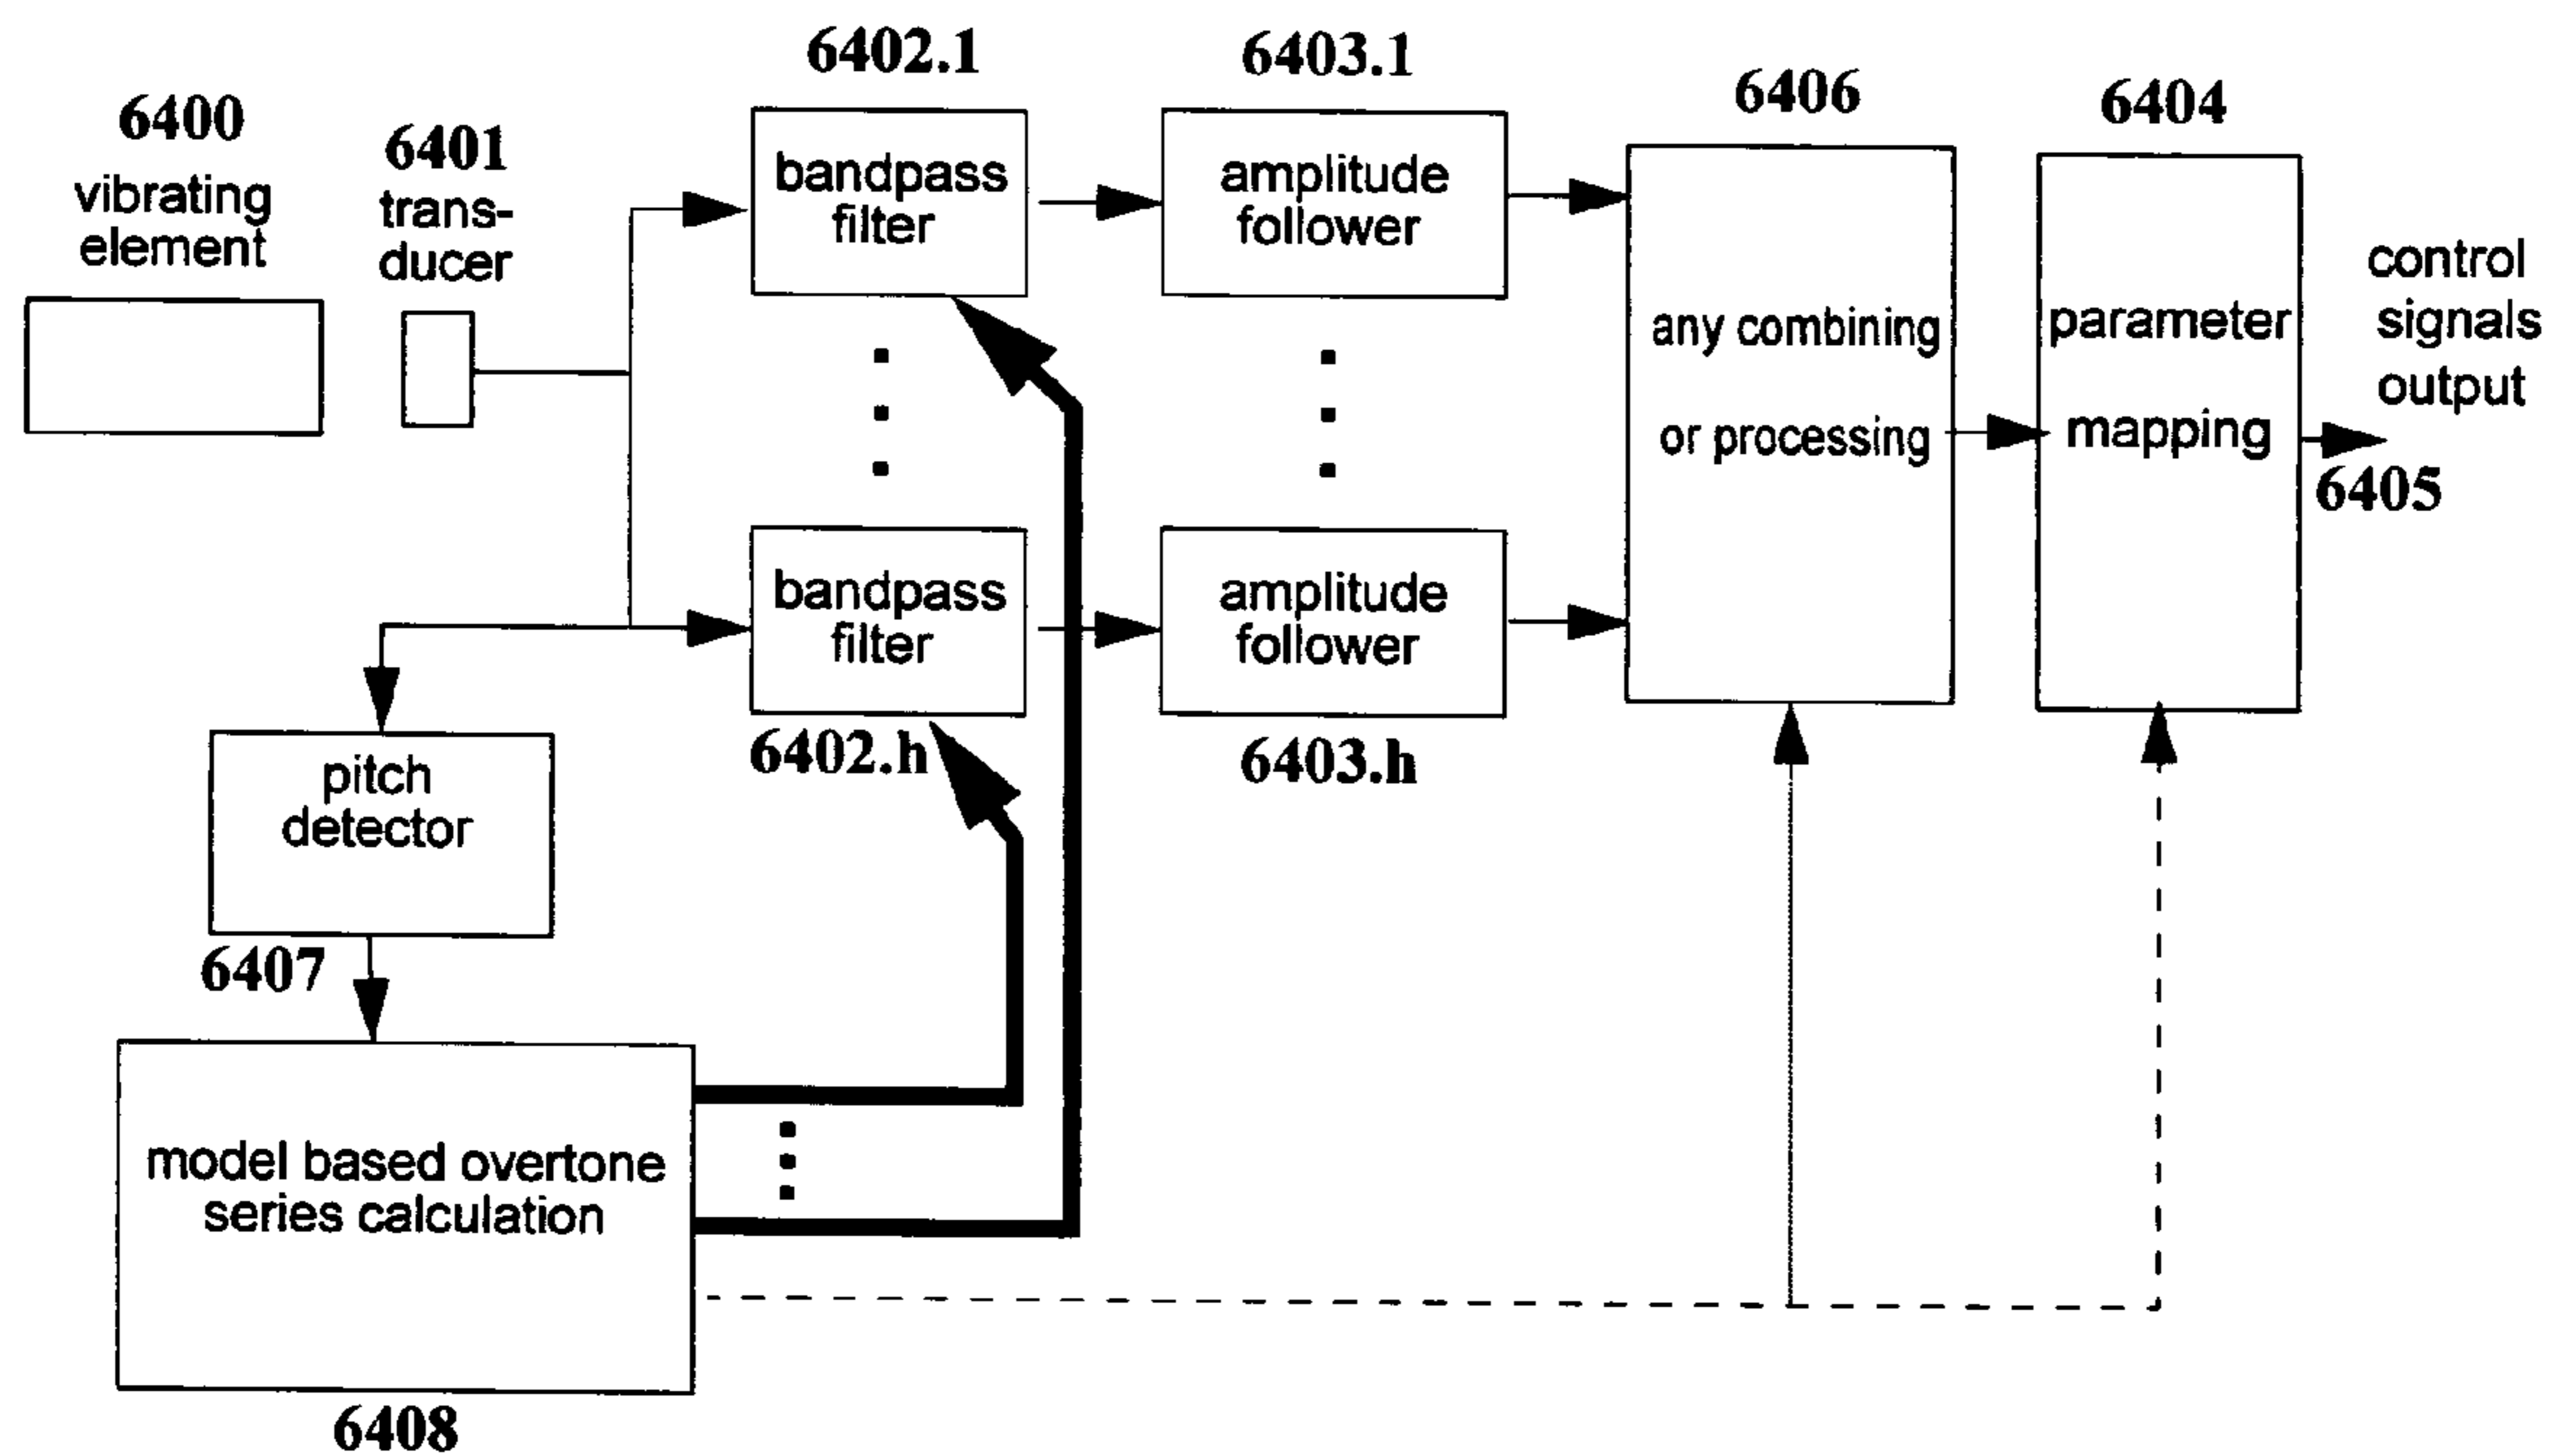 6400
vibrating
element
6401
trans-
ducer
6402.1
bandpass
filter
6403.1
amplitude
follower
6406
any combining
or processing
6404
parameter
mapping
control
signals
output
6405
bandpass
filter
6402.h
amplitude
follower
6403.h
pitch
detector
6407
model based overtone
series calculation
6408